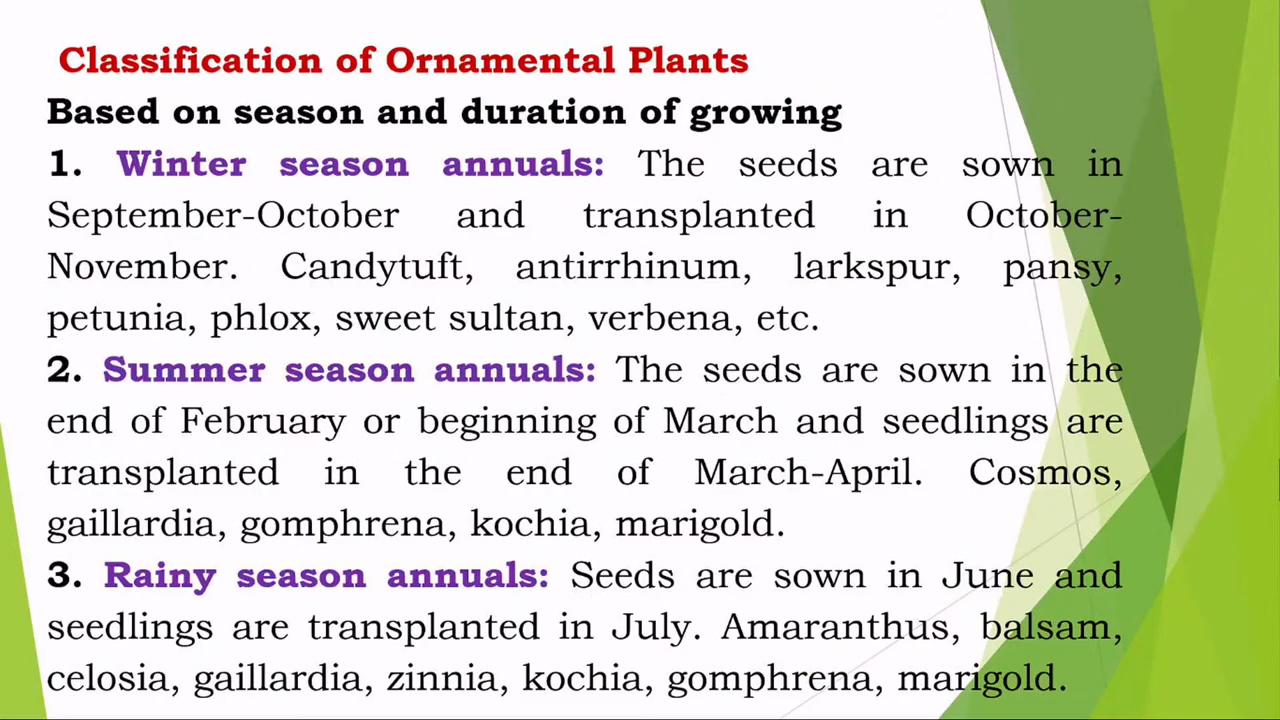 Classification of Ornamental Plants
Based on season and duration of growing
1. Winter season annuals: The seeds are sown in
September-October and transplanted in October-
November. Candytuft, antirrhinum, larkspur, pansy,
petunia, phlox, sweet sultan, verbena, etc.
2. Summer season annuals: The seeds are sown in the
end of February or beginning of March and seedlings are
transplanted in the end of March-April. Cosmos,
gaillardia, gomphrena, kochia, marigold.
3. Rainy season annuals: Seeds are sown in June and
seedlings are transplanted in July. Amaranthus, balsam,
celosia, gaillardia, zinnia, kochia, gomphrena, marigold.